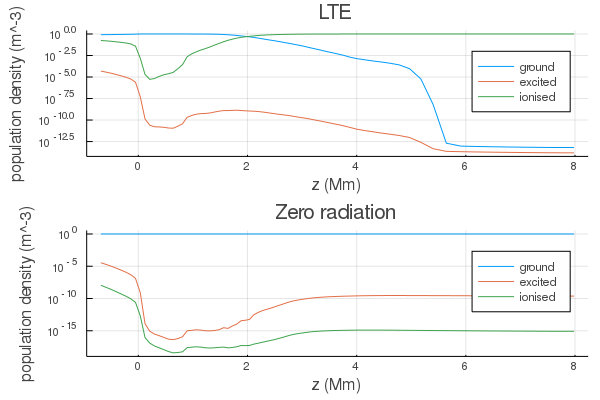 LTE
population density (m^-3)
10^0.0
10^-2.5
10^-5.0
10^-7.5
10^-10.0
10^-12.5
ground
excited
ionised
0 2 4 6 8
z (Mm)
Zero radiation
population density (m^-3)
10^0
10^-5
10^-10
10^-15
ground
excited
ionised
0 2 4 6 8
z (Mm)